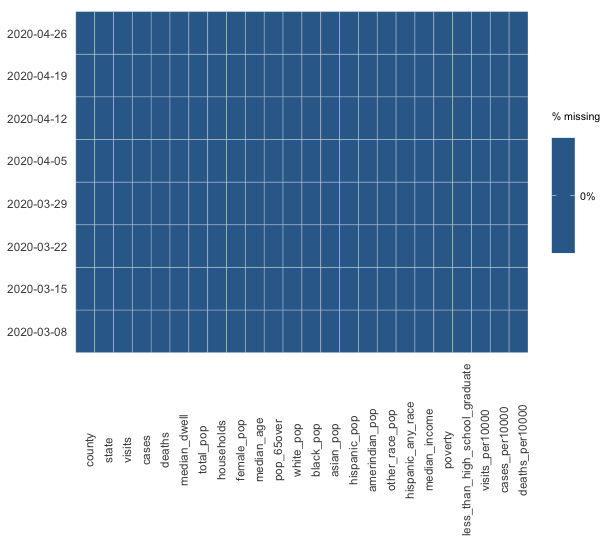 2020-04-26
2020-04-19
2020-04-12
2020-04-05
2020-03-29
2020-03-22
2020-03-15
2020-03-08
% missing
0%
county
state
visits
cases
deaths
median_dwell
total_pop
households
female_pop
median_age
pop_65over
white_pop
black_pop
asian_pop
hispanic_pop
amerindian_pop
other_race_pop
hispanic_any_race
median_income
poverty
less_than_high_school_graduate
visits_per10000
cases_per10000
deaths_per10000